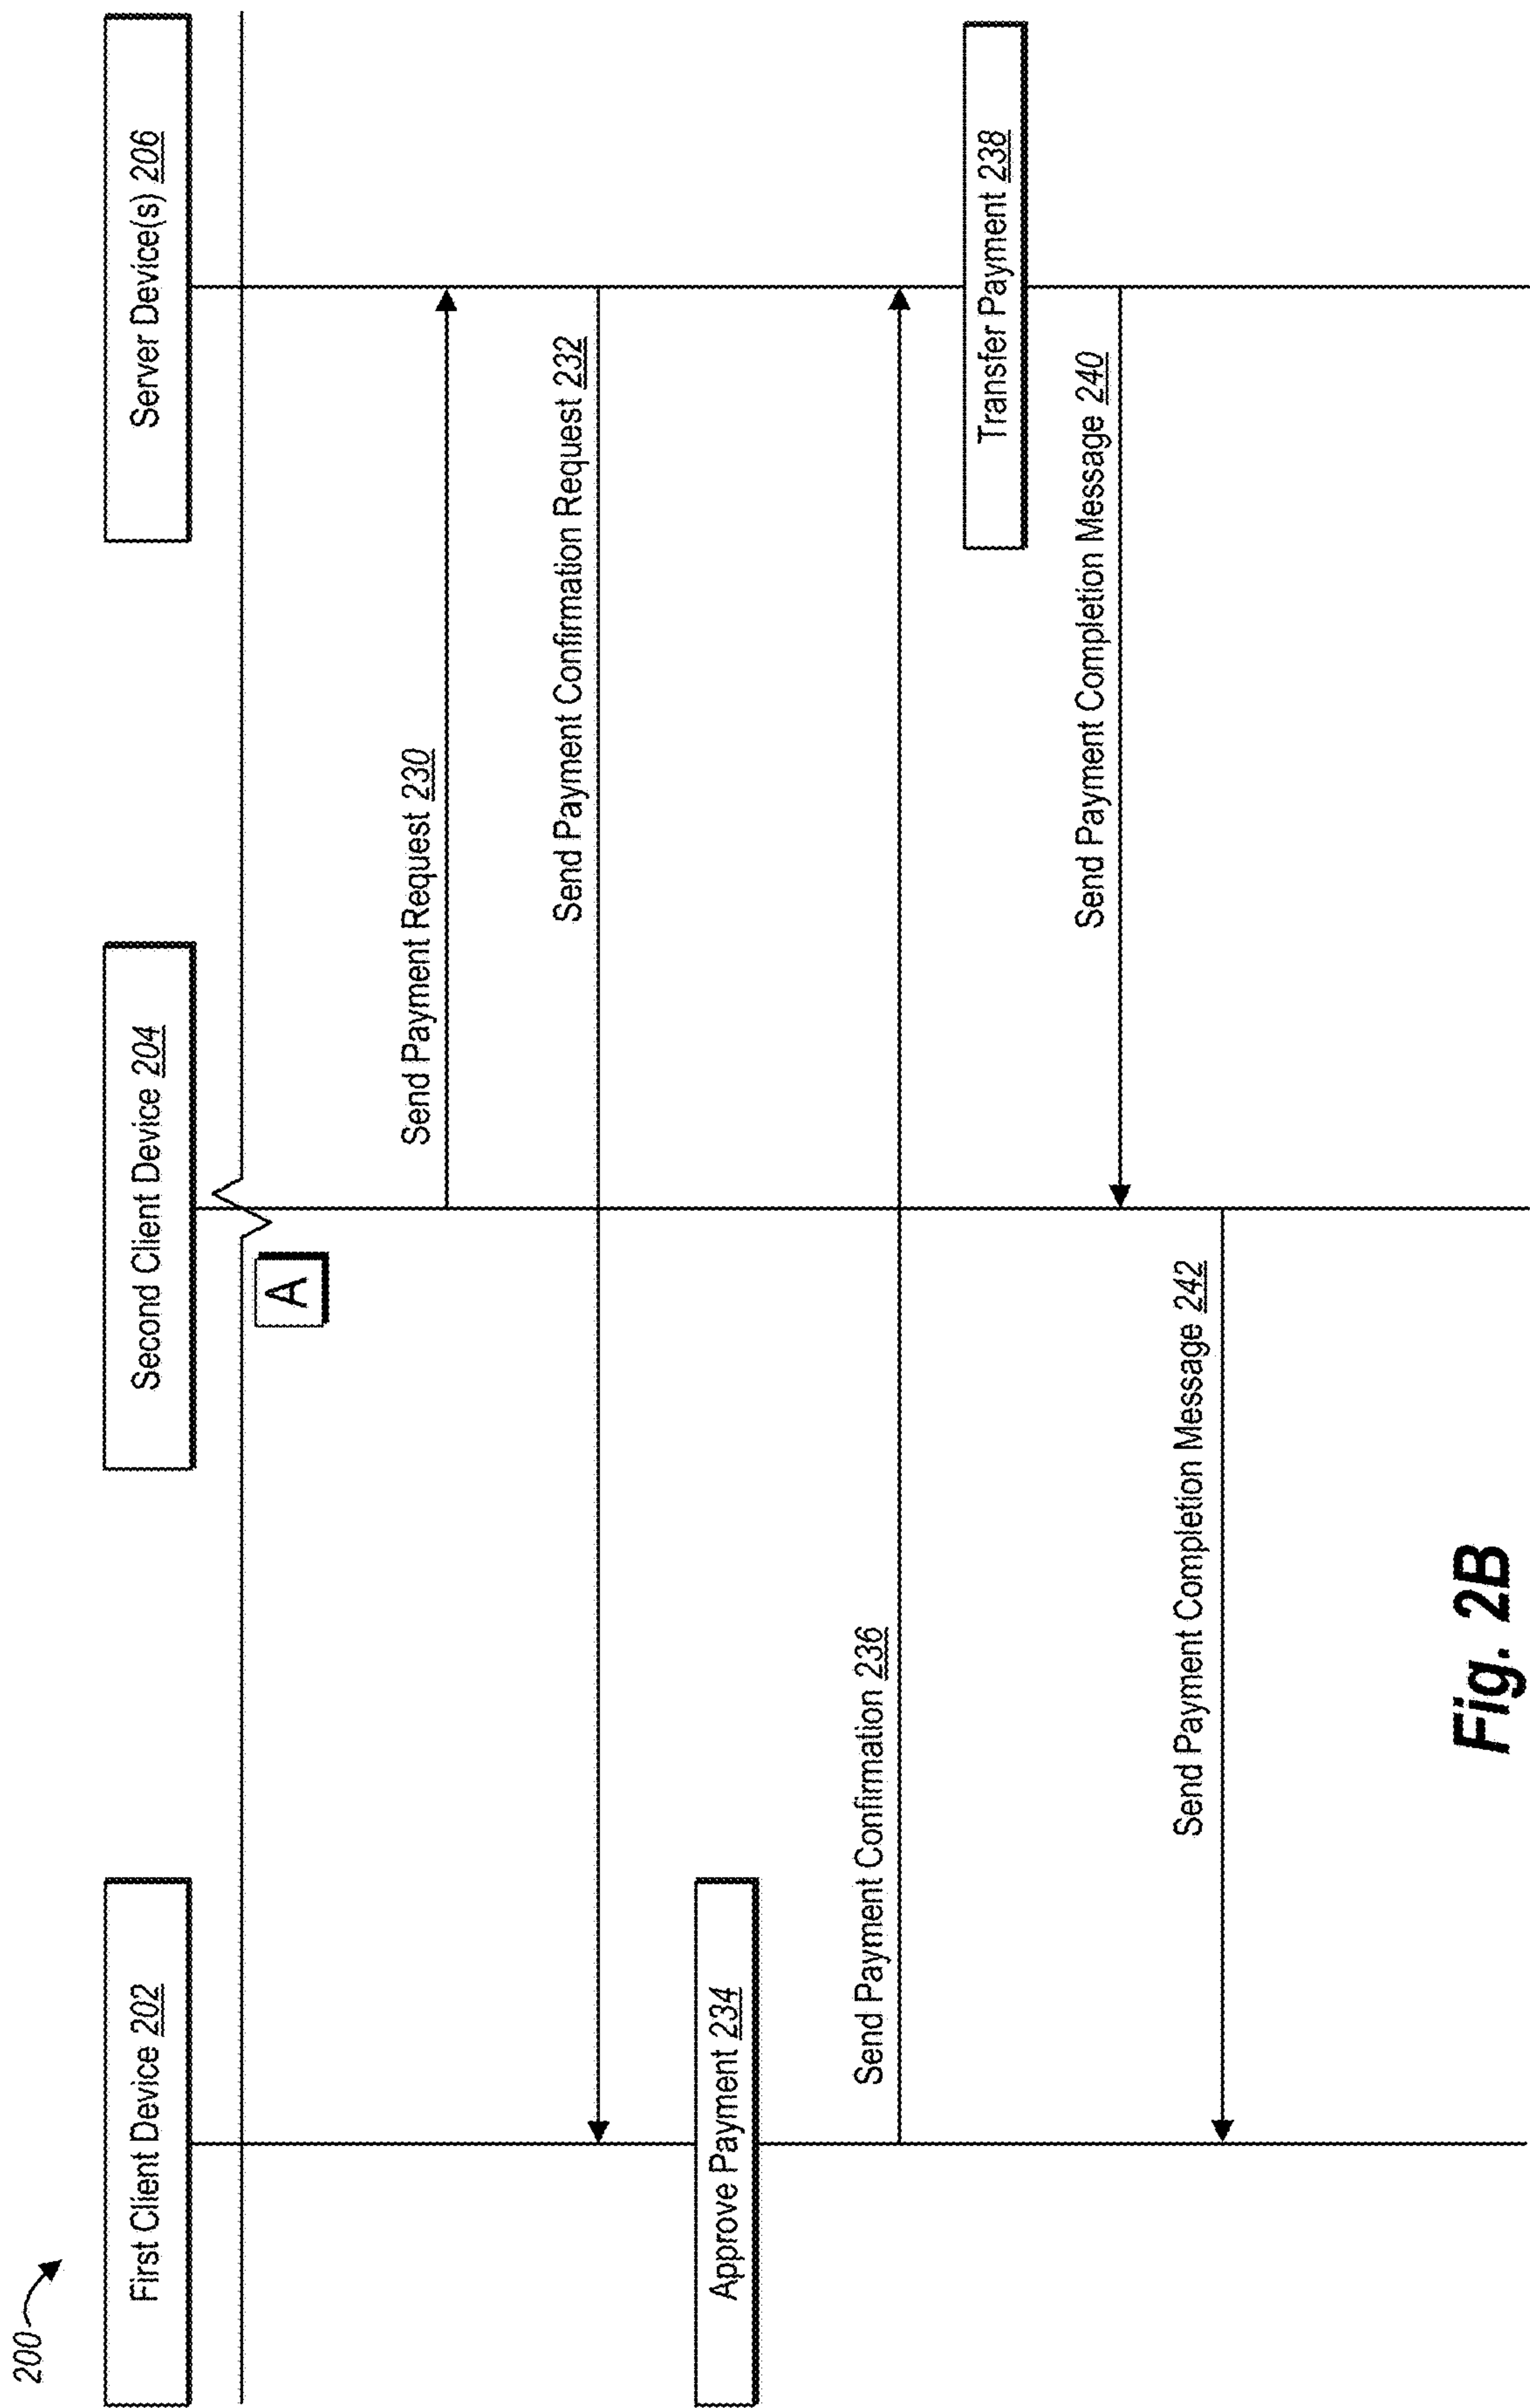 200
First Client Device 202
Second Client Device 204
Server Device(s) 206
A
Send Payment Request 230
Send Payment Confirmation Request 232
Approve Payment 234
Send Payment Confirmation 236
Transfer Payment 238
Send Payment Completion Message 240
Send Payment Completion Message 242
Fig. 2B